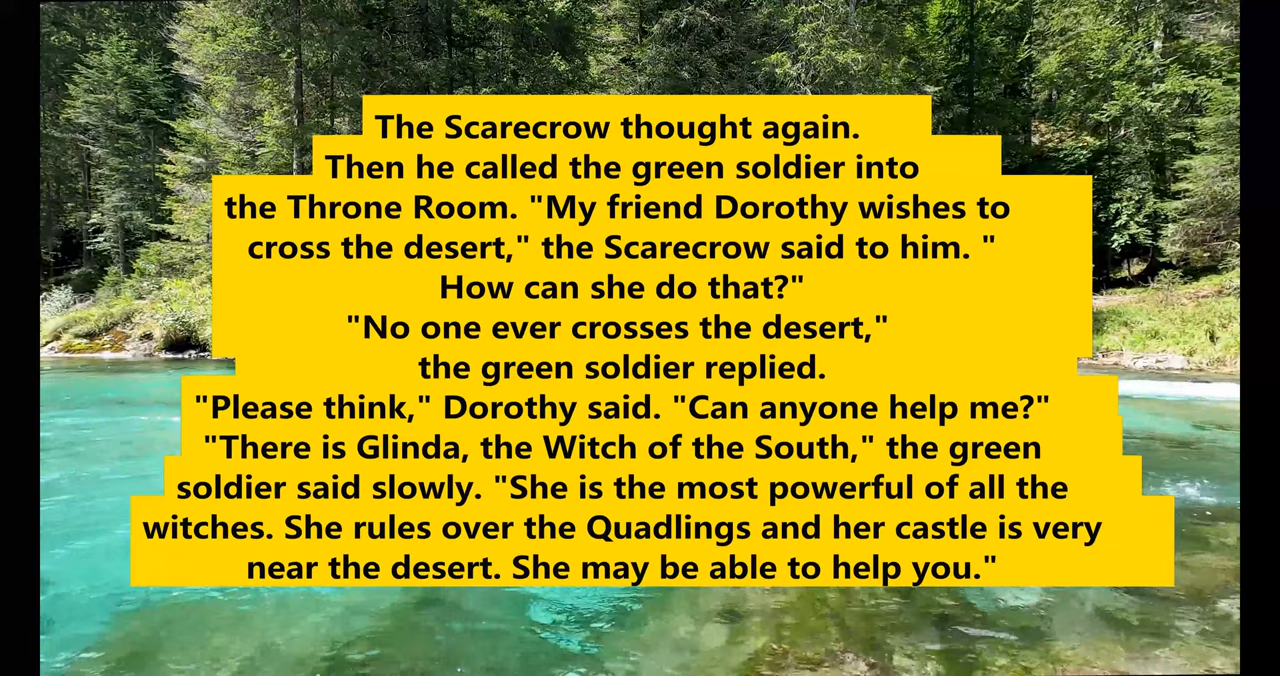 The Scarecrow thought again.
Then he called the green soldier into
the Throne Room. "My friend Dorothy wishes to
cross the desert," the Scarecrow said to him. "
How can she do that?"
"No one ever crosses the desert,"
the green soldier replied.
"Please think," Dorothy said. "Can anyone help me?"
"There is Glinda, the Witch of the South," the green
soldier said slowly. "She is the most powerful of all the
witches. She rules over the Quadlings and her castle is very
near the desert. She may be able to help you."